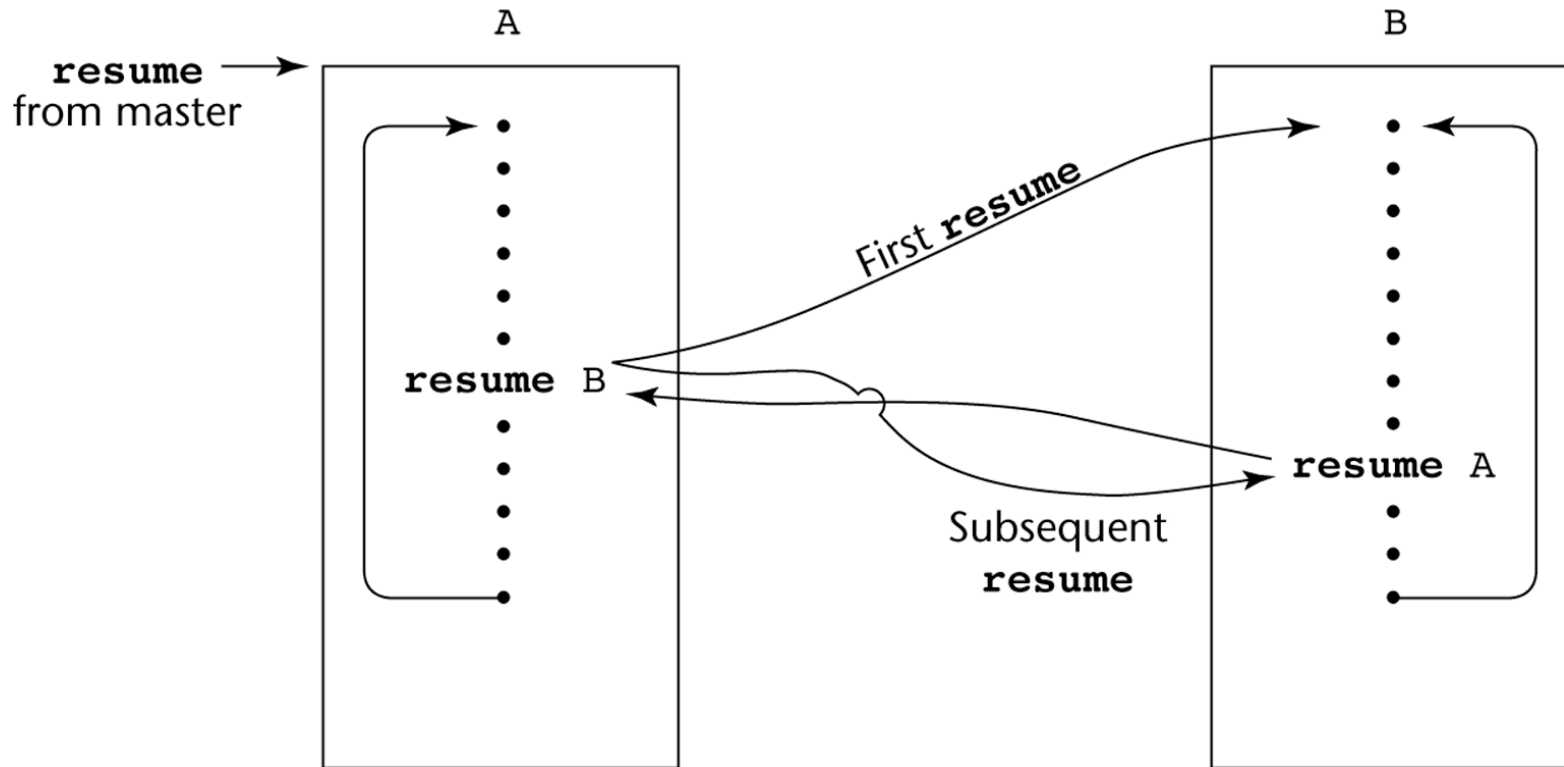 A
B
resume
from master
First resume
resume B
resume A
Subsequent
resume